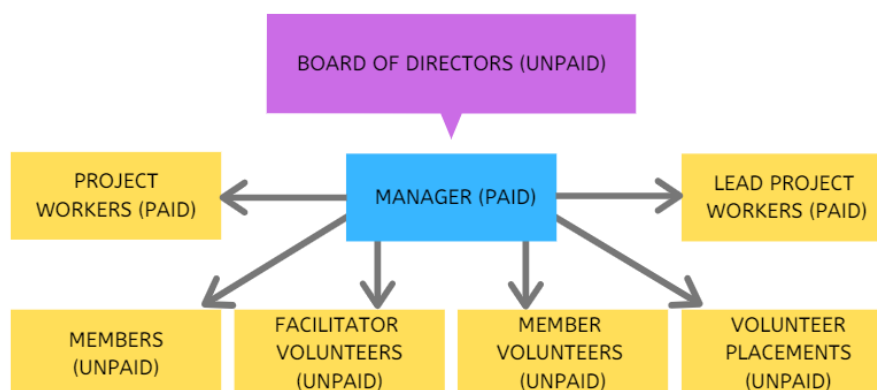 BOARD OF DIRECTORS (UNPAID)
PROJECT
WORKERS (PAID)
MANAGER (PAID)
LEAD PROJECT
WORKERS (PAID)
MEMBERS
(UNPAID)
FACILITATOR
VOLUNTEERS
(UNPAID)
MEMBER
VOLUNTEERS
(UNPAID)
VOLUNTEER
PLACEMENTS
(UNPAID)